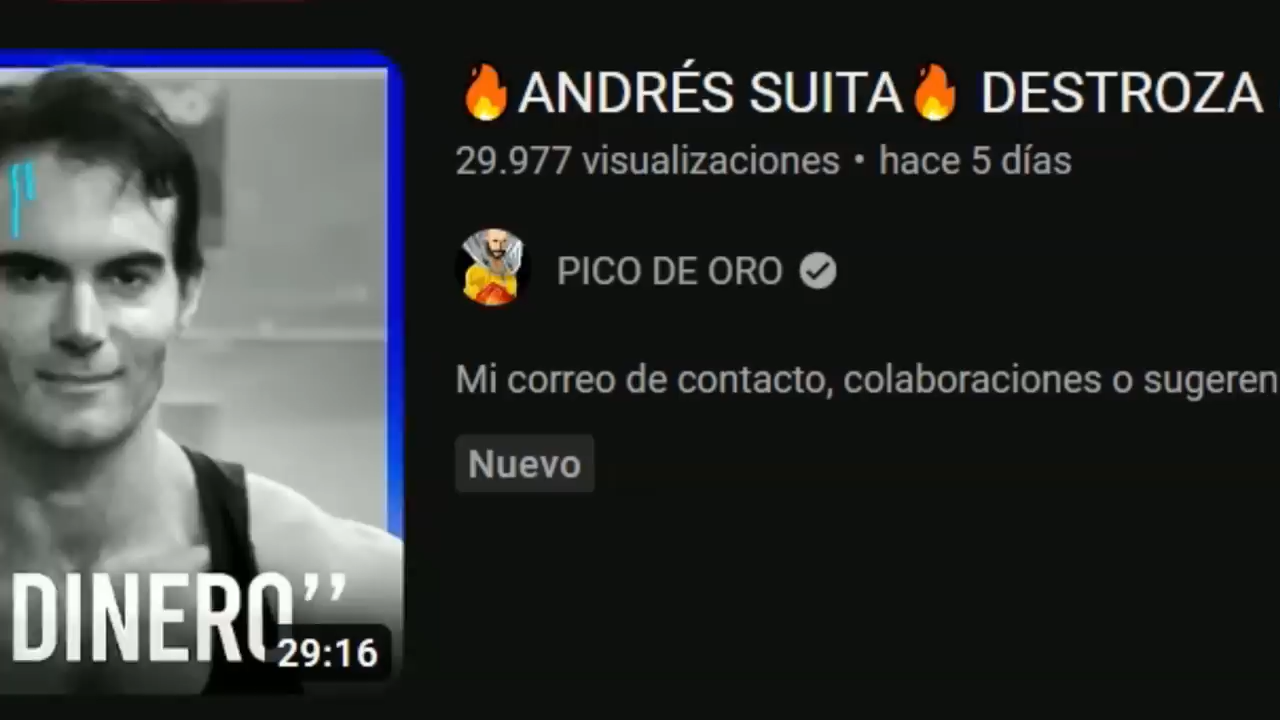 🔥ANDRÉS SUITA🔥 DESTROZA
29.977 visualizaciones • hace 5 días
PICO DE ORO
Mi correo de contacto, colaboraciones o sugeren
Nuevo
DINERO’’
29:16